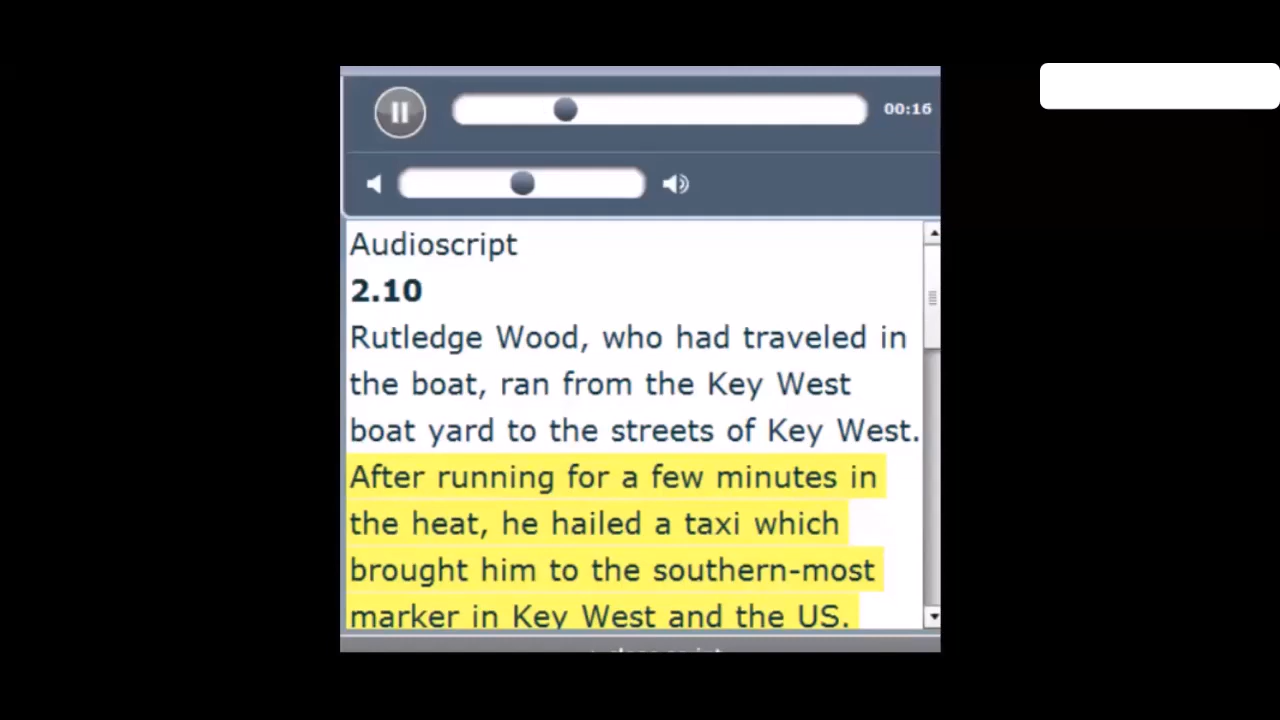 00:16
Audioscript
2.10
Rutledge Wood, who had traveled in
the boat, ran from the Key West
boat yard to the streets of Key West.
After running for a few minutes in
the heat, he hailed a taxi which
brought him to the southern-most
marker in Key West and the US.